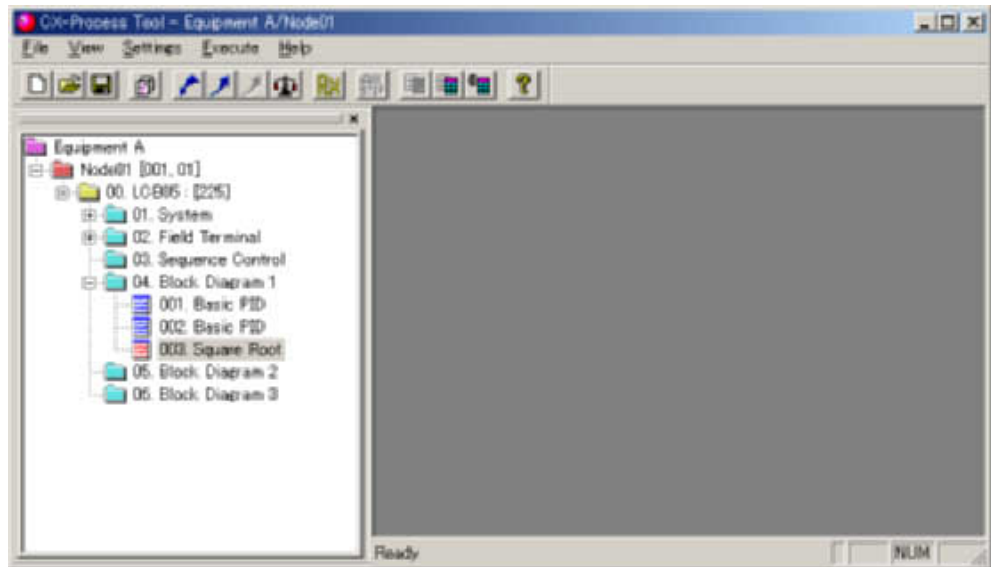 CX-Process Tool - Equipment A/Node01
File View Settings Execute Help
Equipment A
Node01 [001, 01]
00. LCB05 : [225]
01. System
02. Field Terminal
03. Sequence Control
04. Block Diagram 1
001. Basic PID
002. Basic PID
003. Square Root
05. Block Diagram 2
06. Block Diagram 3
Ready NUM